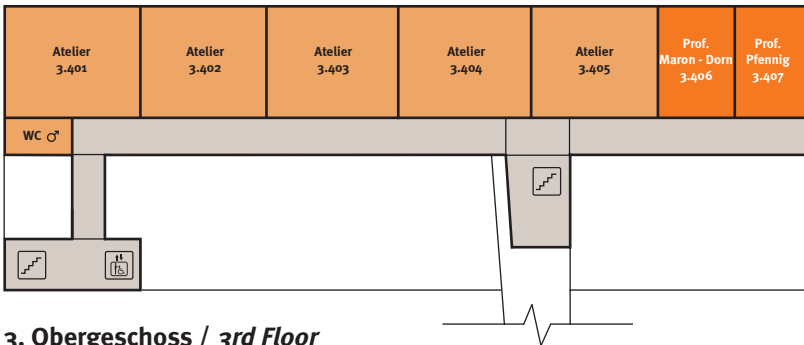 Atelier
3.401
Atelier
3.402
Atelier
3.403
Atelier
3.404
Atelier
3.405
Prof.
Maron - Dorn
3.406
Prof.
Pfennig
3.407
WC ♂
3. Obergeschoss / 3rd Floor